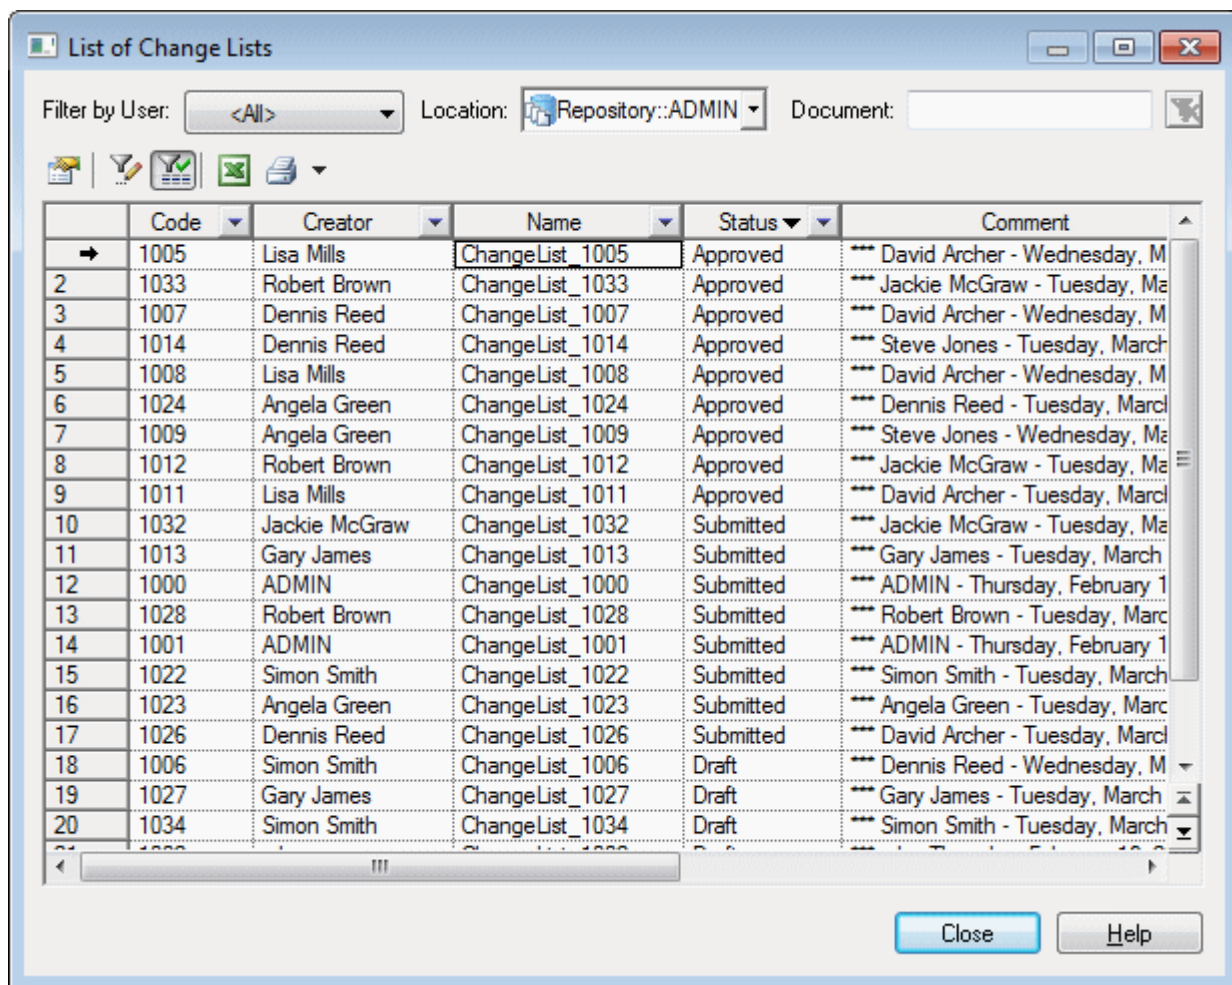 List of Change Lists
Filter by User: <All> Location: Repository::ADMIN Document:
Code Creator Name Status Comment
1005 Lisa Mills ChangeList_1005 Approved *** David Archer - Wednesday, M
2 1033 Robert Brown ChangeList_1033 Approved *** Jackie McGraw - Tuesday, Ma
3 1007 Dennis Reed ChangeList_1007 Approved *** David Archer - Wednesday, M
4 1014 Dennis Reed ChangeList_1014 Approved *** Steve Jones - Tuesday, March
5 1008 Lisa Mills ChangeList_1008 Approved *** David Archer - Wednesday, M
6 1024 Angela Green ChangeList_1024 Approved *** Dennis Reed - Tuesday, Marc
7 1009 Angela Green ChangeList_1009 Approved *** Steve Jones - Wednesday, Ma
8 1012 Robert Brown ChangeList_1012 Approved *** Jackie McGraw - Tuesday, Ma
9 1011 Lisa Mills ChangeList_1011 Approved *** David Archer - Tuesday, Marc
10 1032 Jackie McGraw ChangeList_1032 Submitted *** Jackie McGraw - Tuesday, Ma
11 1013 Gary James ChangeList_1013 Submitted *** Gary James - Tuesday, March
12 1000 ADMIN ChangeList_1000 Submitted *** ADMIN - Thursday, February 1
13 1028 Robert Brown ChangeList_1028 Submitted *** Robert Brown - Tuesday, Marc
14 1001 ADMIN ChangeList_1001 Submitted *** ADMIN - Thursday, February 1
15 1022 Simon Smith ChangeList_1022 Submitted *** Simon Smith - Tuesday, March
16 1023 Angela Green ChangeList_1023 Submitted *** Angela Green - Tuesday, Marc
17 1026 Dennis Reed ChangeList_1026 Submitted *** David Archer - Tuesday, Marc
18 1006 Simon Smith ChangeList_1006 Draft *** Dennis Reed - Wednesday, M
19 1027 Gary James ChangeList_1027 Draft *** Gary James - Tuesday, March
20 1034 Simon Smith ChangeList_1034 Draft *** Simon Smith - Tuesday, March
Close Help